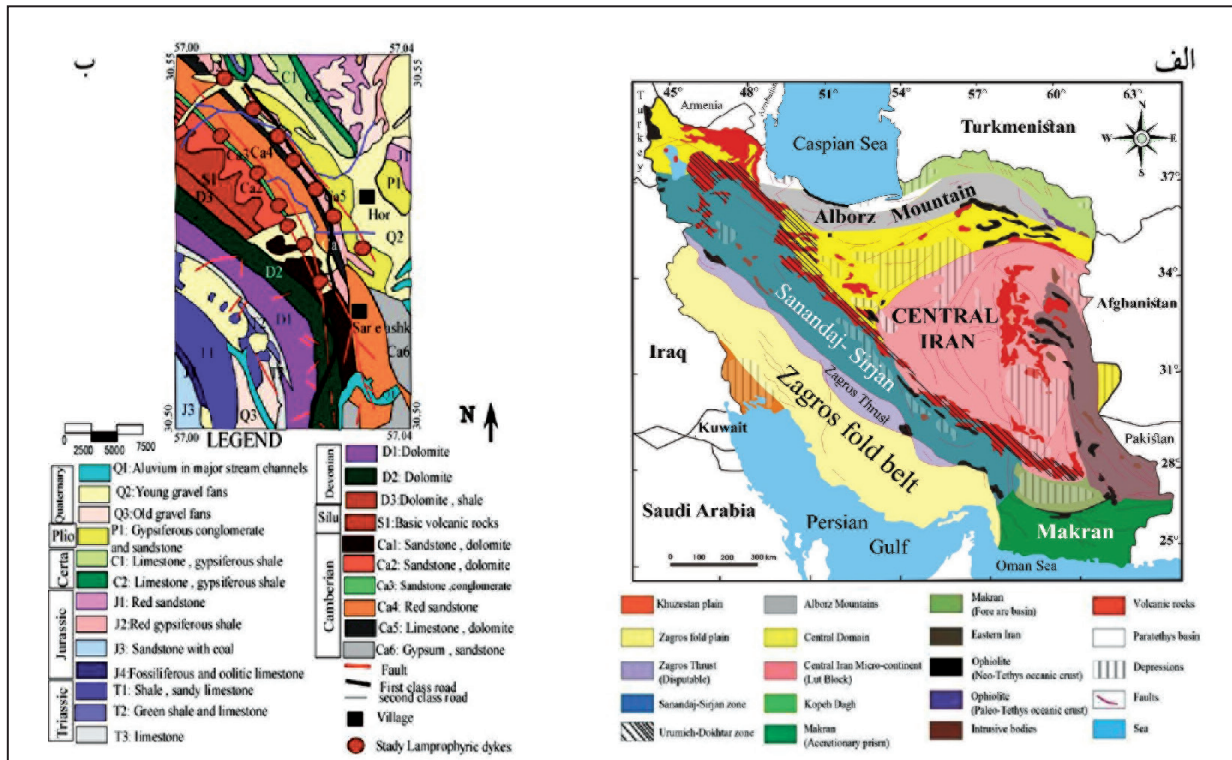 ب
57.00
57.04
30.55
30.55
C1
C2
J1
P1
Ca3
Ca4
S1
Ca2
D3
Ca5
Hor
Q2
D2
T2
D1
Sar e ashk
Ca6
J3
Q3
30.50
30.50
57.00
57.04
N
2500 5000 7500
LEGEND
Quaternary
Q1: Aluvium in major stream channels
Q2: Young gravel fans
Q3: Old gravel fans
Plio
P1: Gypsiferous conglomerate
and sandstone
Certa
C1: Limestone , gypsiferous shale
C2: Limestone , gypsiferous shale
Jurassic
J1: Red sandstone
J2:Red gypsiferous shale
J3: Sandstone with coal
J4:Fossiliferous and oolitic limestone
Triassic
T1: Shale , sandy limestone
T2: Green shale and limestone
T3: limestone
Devonian
D1:Dolomite
D2: Dolomite
D3:Dolomite , shale
Silu
S1:Basic volcanic rocks
Camberian
Ca1: Sandstone , dolomite
Ca2: Sandstone , dolomite
Ca3: Sandstone ,conglomerate
Ca4: Red sandstone
Ca5: Limestone , dolomite
Ca6: Gypsum , sandstone
Fault
First class road
second class road
Village
Stady Lamprophyric dykes
الف
45° 48° 51° 54° 57° 60° 63°
Turkey
Armenia
Caspian Sea
Turkmenistan
N
W E
S
37°
Alborz Mountain
34°
Sanandaj- Sirjan
CENTRAL
IRAN
Afghanistan
Iraq
Zagros Thrust
31°
Zagros fold belt
Kuwait
Pakistan
28°
Saudi Arabia
Persian
Gulf
Makran
25°
Oman Sea
0 100 200 300 km
Khuzestan plain
Zagros fold plain
Zagros Thrust
(Disputable)
Sanandaj-Sirjan zone
Urumieh-Dokhtar zone
Alborz Mountains
Central Domain
Central Iran Micro-continent
(Lut Block)
Kopeh Dagh
Makran
(Accretionary prism)
Makran
(Fore arc basin)
Eastern Iran
Ophiolite
(Neo-Tethys oceanic crust)
Ophiolite
(Paleo-Tethys oceanic crust)
Intrusive bodies
Volcanic rocks
Paratethys basin
Depressions
Faults
Sea